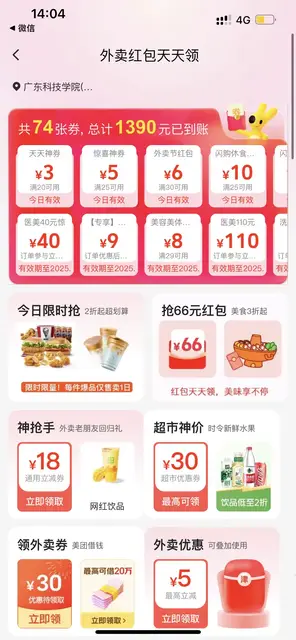 14:04
4G
微信
外卖红包天天领
广东科技学院(...
共74张券，总计1390元已到账
天天神券 惊喜神券 外卖节红包 闪购休食...
¥3 ¥5 ¥6 ¥10
满20可用 满25可用 满30可用 满25可用
今日有效 今日有效 今日有效 今日有效
医美40元惊 【专享】... 美容美体... 医美110元
¥40 ¥9 ¥8 ¥110
订单参与立... 订单优惠后... 满29可用 订单参与立...
有效期至2025. 有效期至2025. 有效期至2025. 有效期至2025.
今日限时抢 2折起超划算
限时限量！每件爆品仅售卖1日
抢66元红包 美食3折起
¥66
红包天天领，美味享不停
神抢手 外卖老朋友回归礼
¥18
通用立减券
立即领取
网红饮品
超市神价 时令新鲜水果
¥30
超市优惠券
最高可领
饮品低至2折
领外卖券 美团借钱
¥30
优惠待领取
立即领取
最高可借20万
立即领取>
外卖优惠 可叠加使用
¥5
最高立减
立即领